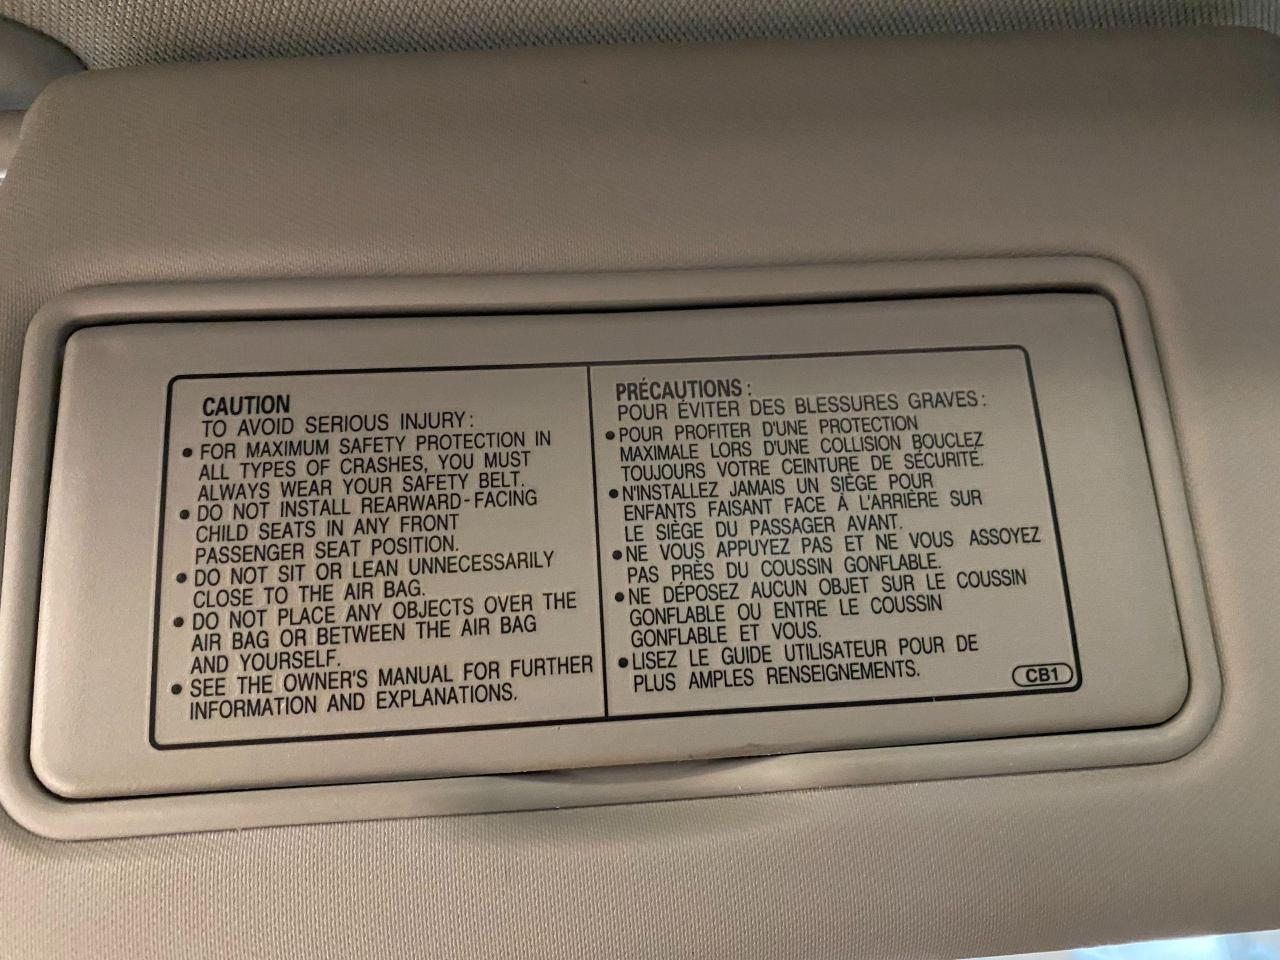 CAUTION
TO AVOID SERIOUS INJURY:
• FOR MAXIMUM SAFETY PROTECTION IN
ALL TYPES OF CRASHES, YOU MUST
ALWAYS WEAR YOUR SAFETY BELT.
• DO NOT INSTALL REARWARD-FACING
CHILD SEATS IN ANY FRONT
PASSENGER SEAT POSITION.
• DO NOT SIT OR LEAN UNNECESSARILY
CLOSE TO THE AIR BAG.
• DO NOT PLACE ANY OBJECTS OVER THE
AIR BAG OR BETWEEN THE AIR BAG
AND YOURSELF.
• SEE THE OWNER'S MANUAL FOR FURTHER
INFORMATION AND EXPLANATIONS.
PRÉCAUTIONS:
POUR ÉVITER DES BLESSURES GRAVES:
• POUR PROFITER D'UNE PROTECTION
MAXIMALE LORS D'UNE COLLISION BOUCLEZ
TOUJOURS VOTRE CEINTURE DE SÉCURITÉ.
• N'INSTALLEZ JAMAIS UN SIÈGE POUR
ENFANTS FAISANT FACE À L'ARRIÈRE SUR
LE SIÈGE DU PASSAGER AVANT.
• NE VOUS APPUYEZ PAS ET NE VOUS ASSOYEZ
PAS PRÈS DU COUSSIN GONFLABLE.
• NE DÉPOSEZ AUCUN OBJET SUR LE COUSSIN
GONFLABLE OU ENTRE LE COUSSIN
GONFLABLE ET VOUS.
• LISEZ LE GUIDE UTILISATEUR POUR DE
PLUS AMPLES RENSEIGNEMENTS.
CB1